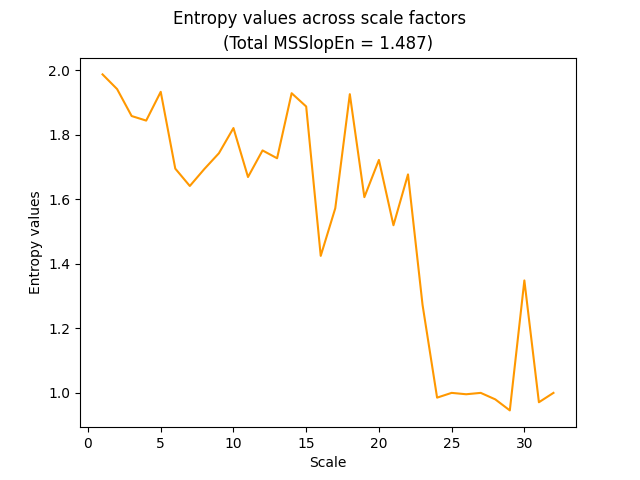 Entropy values across scale factors
(Total MSSlopEn = 1.487)
2.0
1.8
1.6
1.4
1.2
1.0
Entropy values
0 5 10 15 20 25 30
Scale